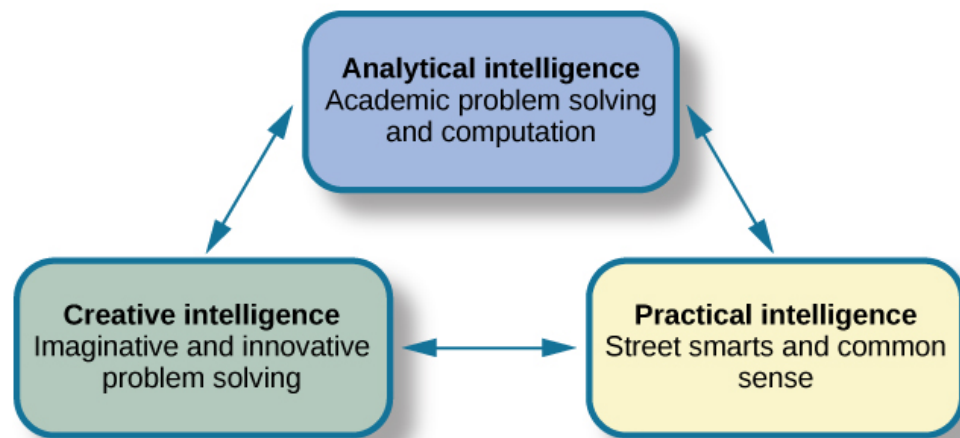 Analytical intelligence
Academic problem solving
and computation
Creative intelligence
Imaginative and innovative
problem solving
Practical intelligence
Street smarts and common
sense